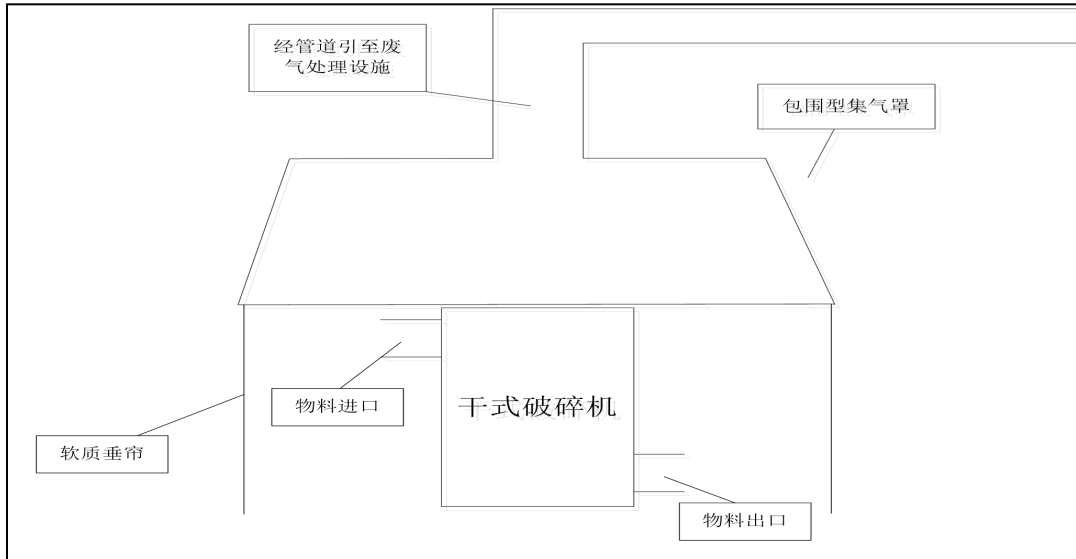 经管道引至废
气处理设施
包围型集气罩
物料进口
干式破碎机
软质垂帘
物料出口